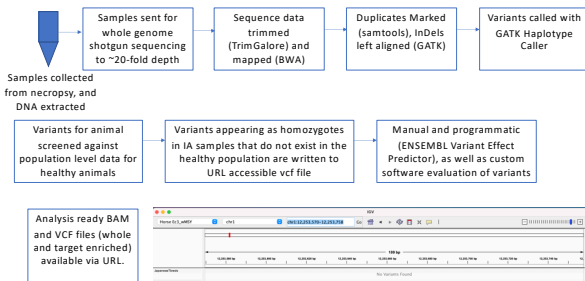 Samples sent for
whole genome
shotgun sequencing
to ~20-fold depth
Sequence data
trimmed
(TrimGalore) and
mapped (BWA)
Duplicates Marked
(samtools), InDels
left aligned (GATK)
Variants called with
GATK Haplotype
Caller
Samples collected
from necropsy, and
DNA extracted
Variants for animal
screened against
population level data for
healthy animals
Variants appearing as homozygotes
in IA samples that do not exist in the
healthy population are written to
URL accessible vcf file
Manual and programmatic
(ENSEMBL Variant Effect
Predictor), as well as custom
software evaluation of variants
Analysis ready BAM
and VCF files (whole
and target enriched)
available via URL.
IGV
chr1
Go
No Variants Found